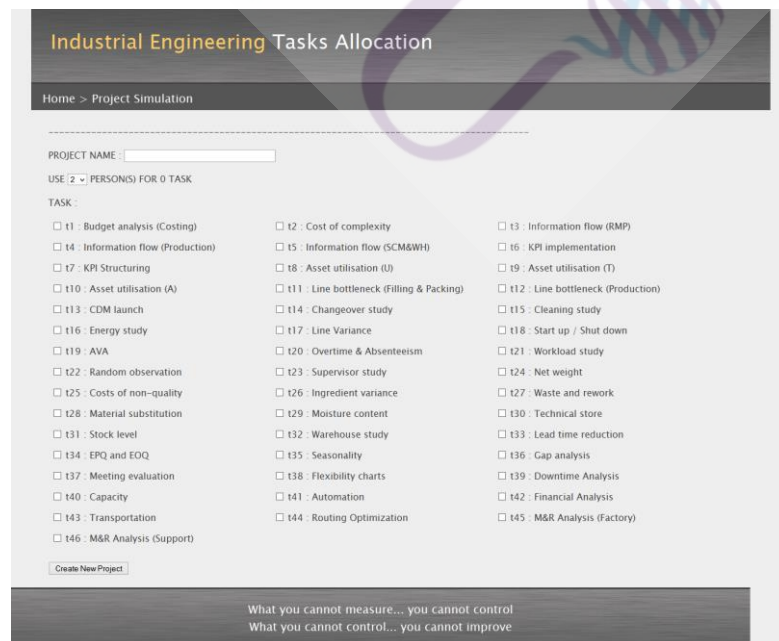 Industrial Engineering Tasks Allocation
Home > Project Simulation
PROJECT NAME :
USE 2 PERSON(S) FOR 0 TASK
TASK :
t1 : Budget analysis (Costing) t2 : Cost of complexity t3 : Information flow (RMP)
t4 : Information flow (Production) t5 : Information flow (SCM&WH) t6 : KPI implementation
t7 : KPI Structuring t8 : Asset utilisation (U) t9 : Asset utilisation (T)
t10 : Asset utilisation (A) t11 : Line bottleneck (Filling & Packing) t12 : Line bottleneck (Production)
t13 : CDM launch t14 : Changeover study t15 : Cleaning study
t16 : Energy study t17 : Line Variance t18 : Start up / Shut down
t19 : AVA t20 : Overtime & Absenteeism t21 : Workload study
t22 : Random observation t23 : Supervisor study t24 : Net weight
t25 : Costs of non-quality t26 : Ingredient variance t27 : Waste and rework
t28 : Material substitution t29 : Moisture content t30 : Technical store
t31 : Stock level t32 : Warehouse study t33 : Lead time reduction
t34 : EPQ and EOQ t35 : Seasonality t36 : Gap analysis
t37 : Meeting evaluation t38 : Flexibility charts t39 : Downtime Analysis
t40 : Capacity t41 : Automation t42 : Financial Analysis
t43 : Transportation t44 : Routing Optimization t45 : M&R Analysis (Factory)
t46 : M&R Analysis (Support)
Create New Project
What you cannot measure... you cannot control
What you cannot control... you cannot improve